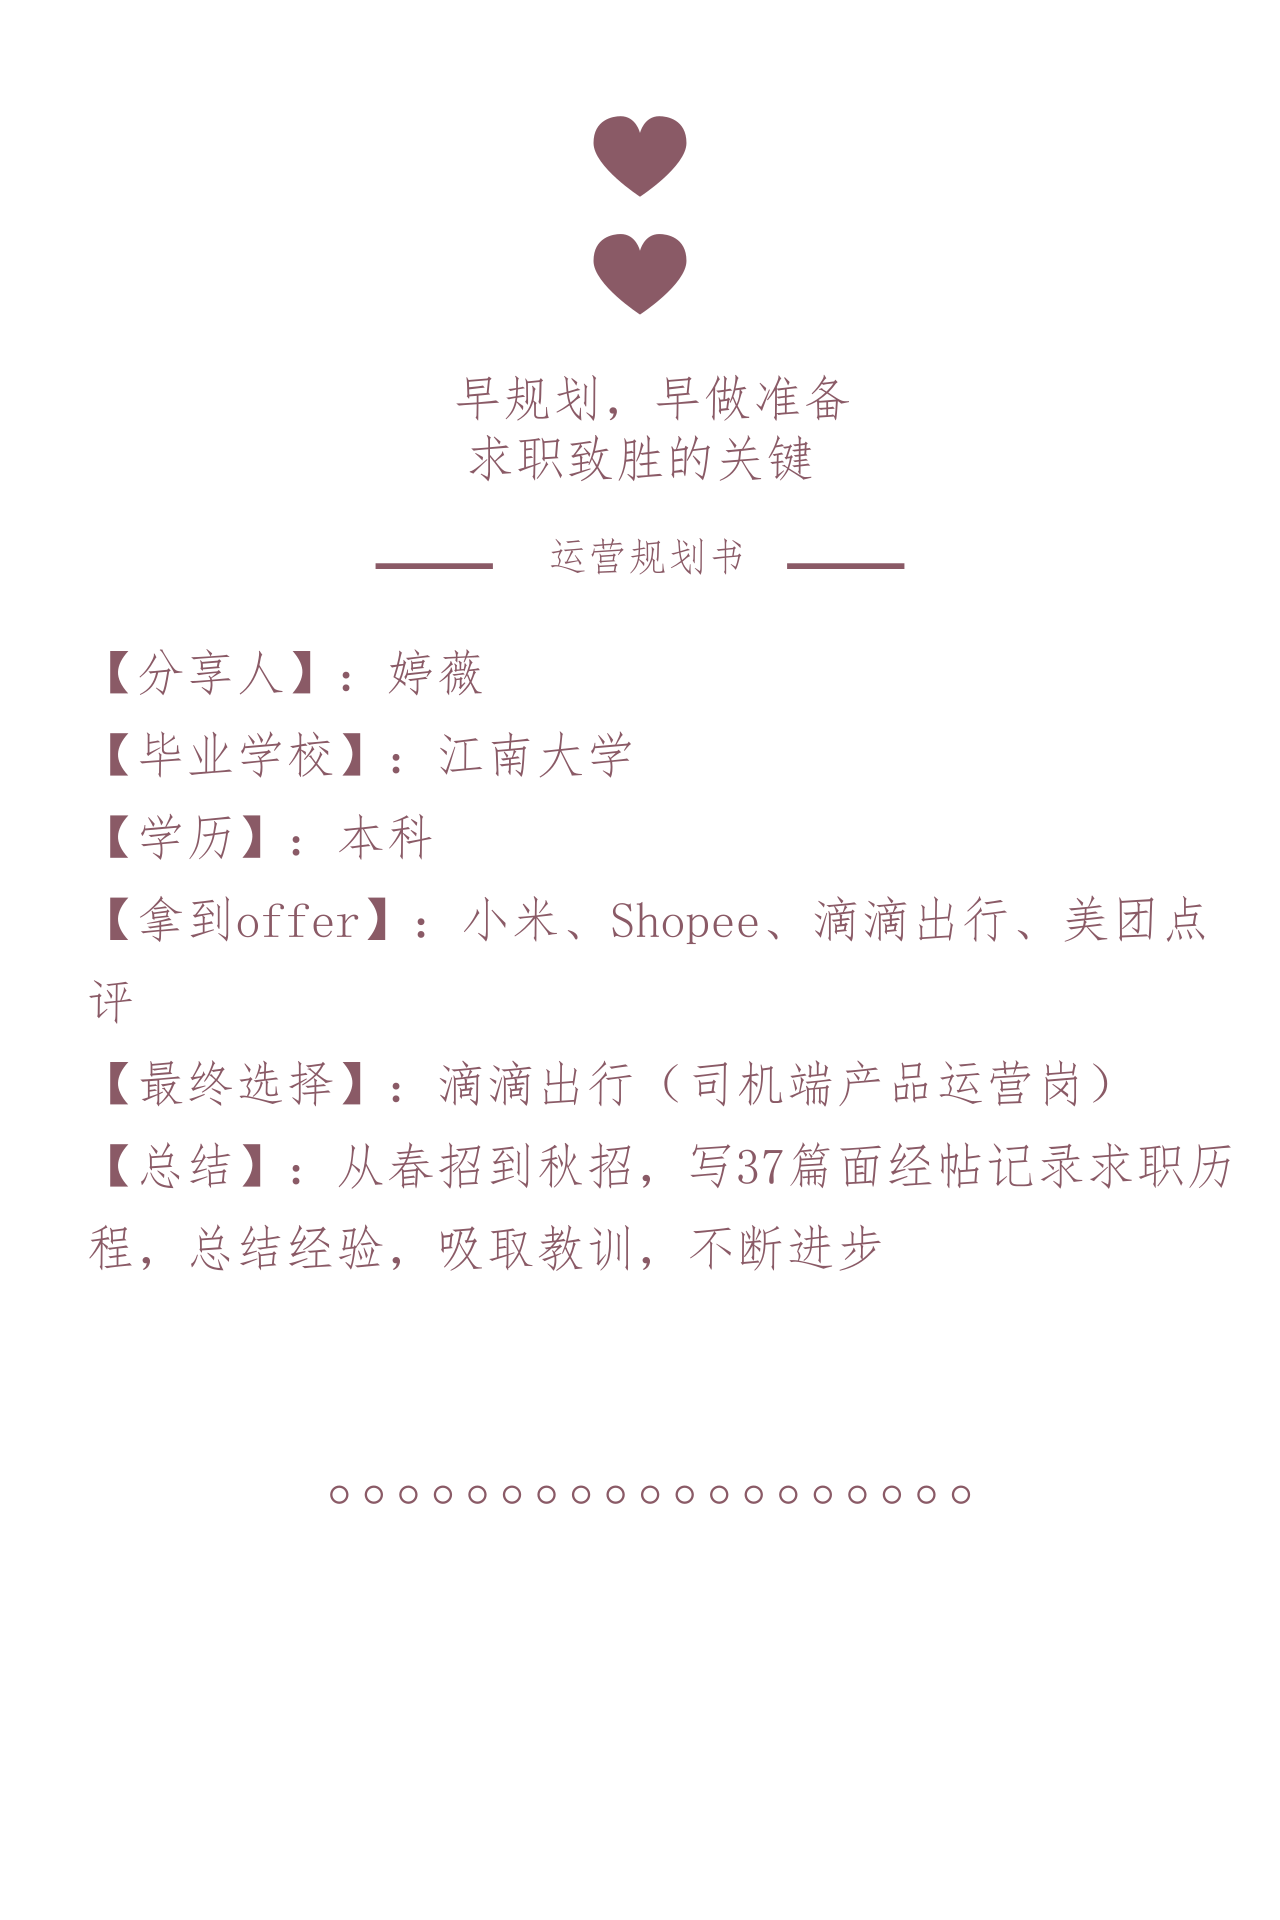 早规划，早做准备
求职致胜的关键
运营规划书
【分享人】：婷薇
【毕业学校】：江南大学
【学历】：本科
【拿到offer】：小米、Shopee、滴滴出行、美团点
评
【最终选择】：滴滴出行（司机端产品运营岗）
【总结】：从春招到秋招，写37篇面经帖记录求职历
程，总结经验，吸取教训，不断进步